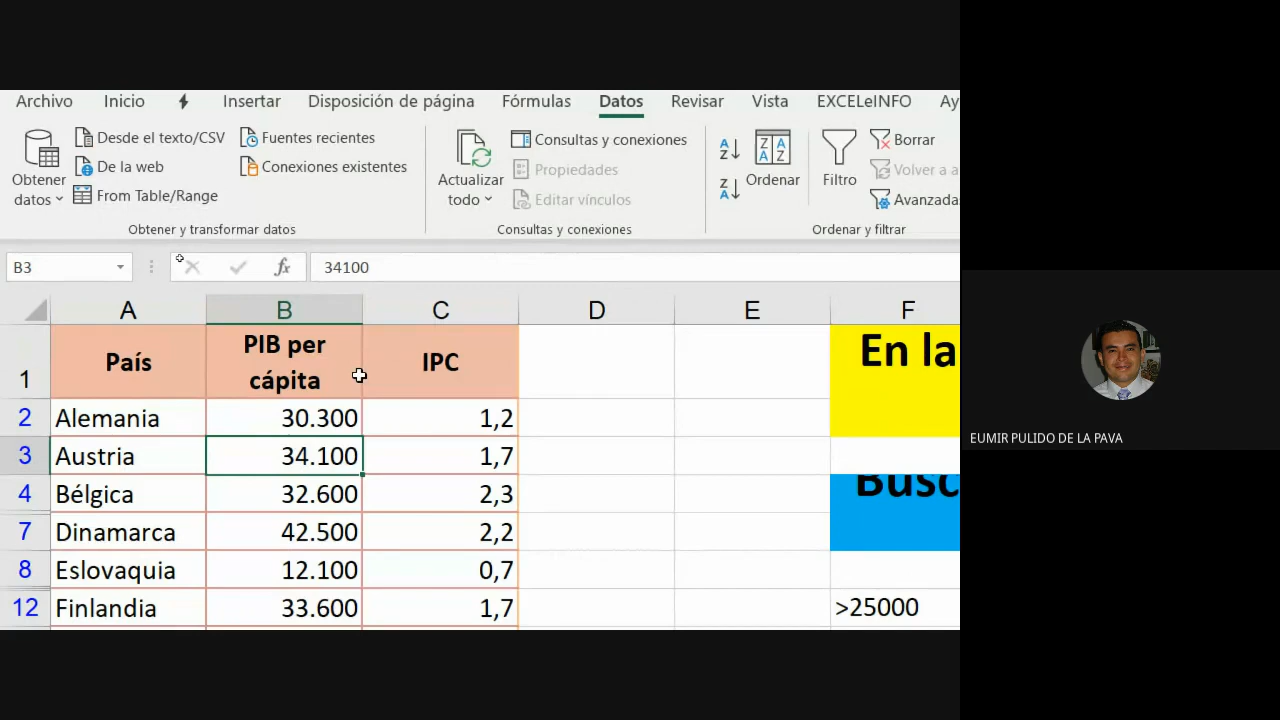 Archivo Inicio Insertar Disposición de página Fórmulas Datos Revisar Vista EXCELeINFO Ay
Obtener datos
Desde el texto/CSV
De la web
From Table/Range
Fuentes recientes
Conexiones existentes
Obtener y transformar datos
Actualizar todo
Consultas y conexiones
Propiedades
Editar vínculos
Consultas y conexiones
Ordenar
Filtro
Borrar
Volver a a
Avanzada
Ordenar y filtrar
B3 fx 34100
A B C D E F
1 País PIB per cápita IPC En la
2 Alemania 30.300 1,2
3 Austria 34.100 1,7
4 Bélgica 32.600 2,3 Busc
7 Dinamarca 42.500 2,2
8 Eslovaquia 12.100 0,7
12 Finlandia 33.600 1,7 >25000
EUMIR PULIDO DE LA PAVA